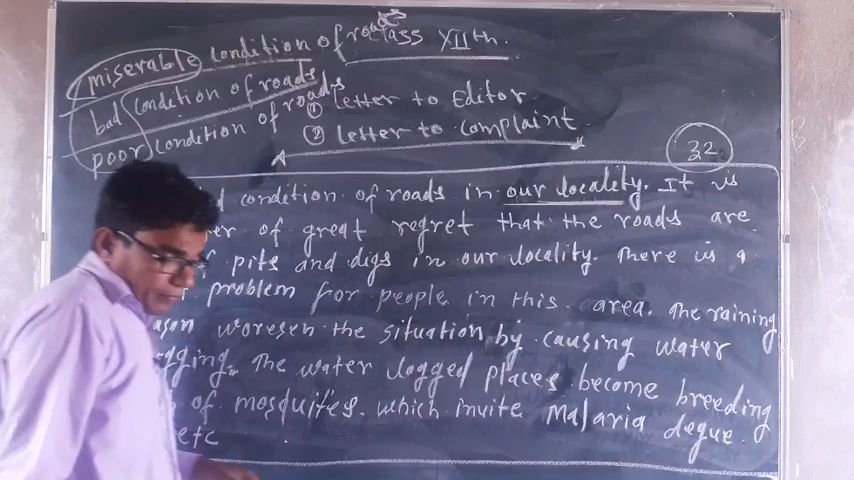 miserable condition of roads class XIIth.
bad condition of roads
poor condition of roads
① letter to Editor.
② letter to complaint
32
condition of roads in our locality. It is
er of great regret that the roads are
f pits and digs in our locality. There is a
problem for people in this area. The raining
ason woresen the situation by causing water
gging. The water logged places become breeding
of mosquites. which invite Malaria degue.
etc